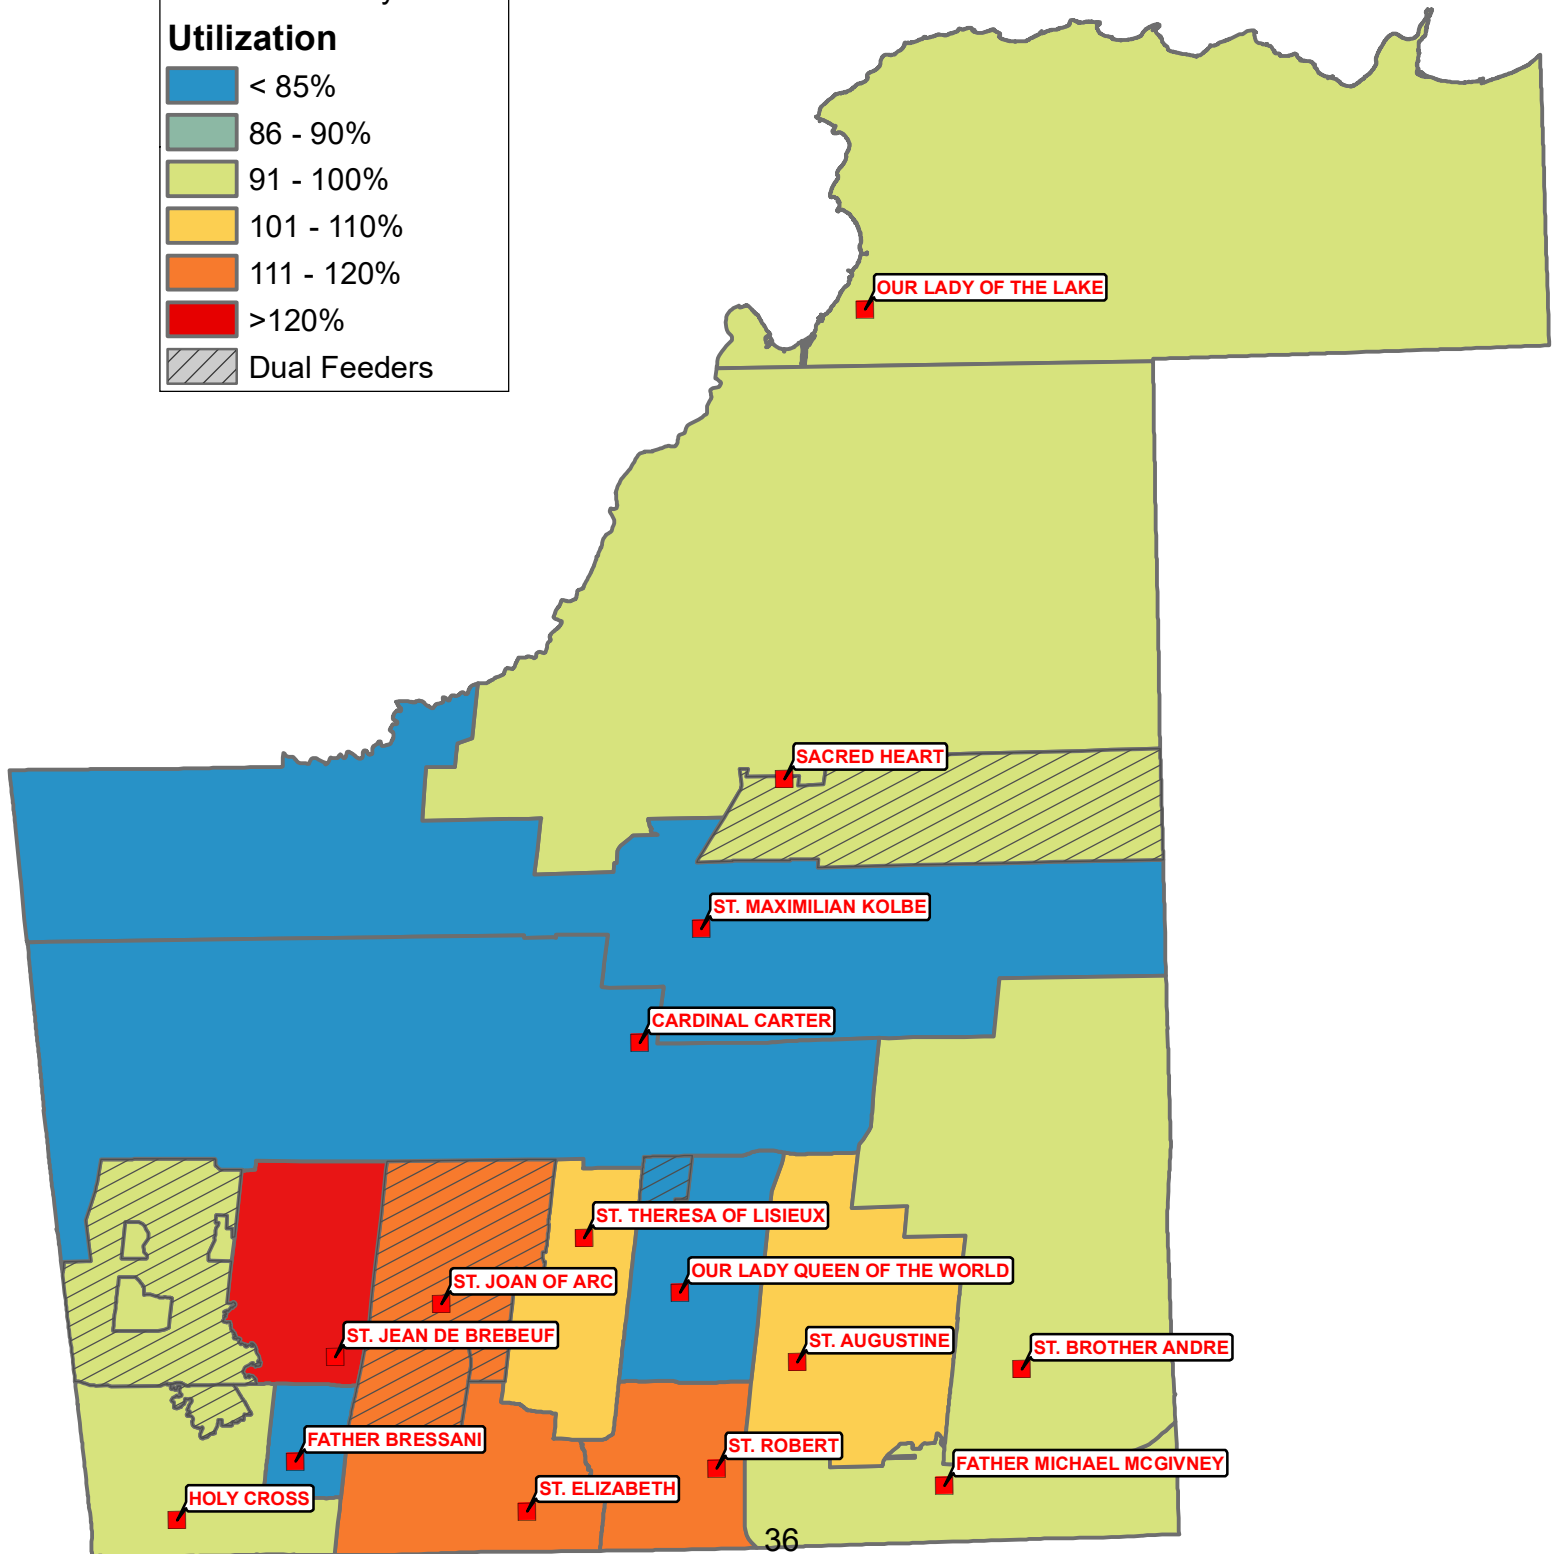 Utilization
< 85%
86 - 90%
91 - 100%
101 - 110%
111 - 120%
>120%
Dual Feeders
OUR LADY OF THE LAKE
SACRED HEART
ST. MAXIMILIAN KOLBE
CARDINAL CARTER
ST. THERESA OF LISIEUX
OUR LADY QUEEN OF THE WORLD
ST. JOAN OF ARC
ST. JEAN DE BREBEUF
ST. AUGUSTINE
ST. BROTHER ANDRE
FATHER BRESSANI
ST. ROBERT
FATHER MICHAEL MCGIVNEY
ST. ELIZABETH
HOLY CROSS
36